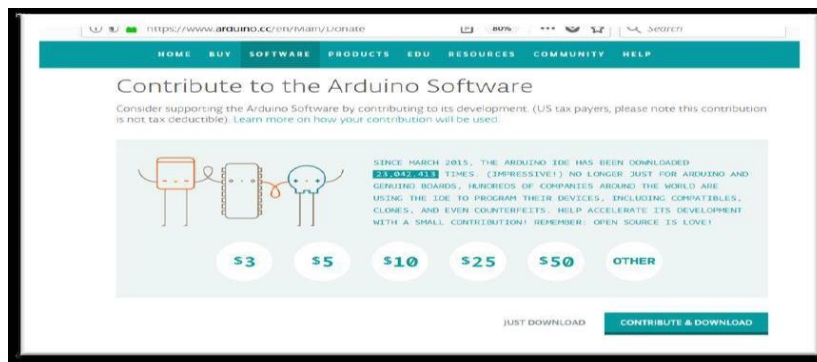 https://www.arduino.cc/en/Main/Donate 80% ... Search
HOME BUY SOFTWARE PRODUCTS EDU RESOURCES COMMUNITY HELP
Contribute to the Arduino Software
Consider supporting the Arduino Software by contributing to its development. (US tax payers, please note this contribution
is not tax deductible). Learn more on how your contribution will be used.
SINCE MARCH 2015, THE ARDUINO IDE HAS BEEN DOWNLOADED
23,042,413 TIMES. (IMPRESSIVE!) NO LONGER JUST FOR ARDUINO AND
GENUINO BOARDS, HUNDREDS OF COMPANIES AROUND THE WORLD ARE
USING THE IDE TO PROGRAM THEIR DEVICES, INCLUDING COMPATIBLES,
CLONES, AND EVEN COUNTERFEITS. HELP ACCELERATE ITS DEVELOPMENT
WITH A SMALL CONTRIBUTION! REMEMBER: OPEN SOURCE IS LOVE!
$3 $5 $10 $25 $50 OTHER
JUST DOWNLOAD CONTRIBUTE & DOWNLOAD